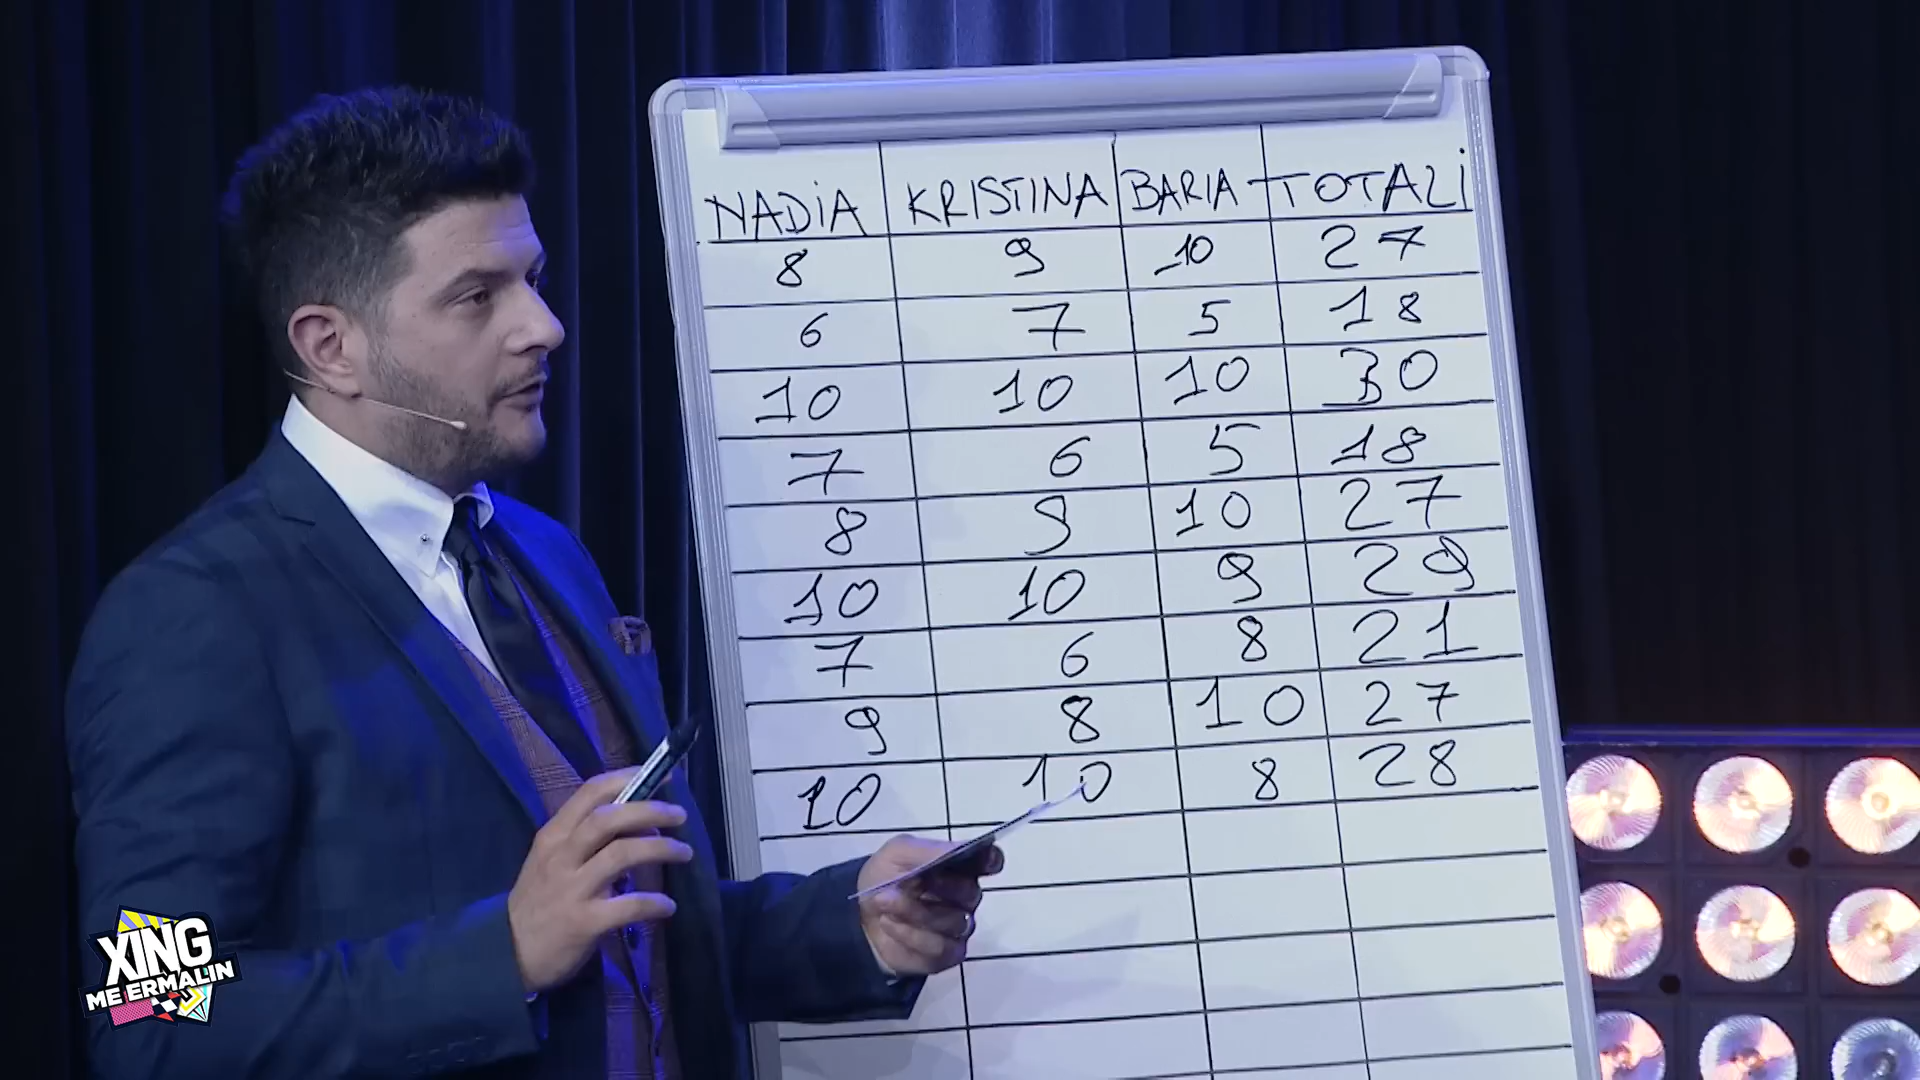 NADiA KRISTINA BARIA TOTALI
8 9 10 27
6 7 5 18
10 10 10 30
7 6 5 18
8 9 10 27
10 10 9 29
7 6 8 21
9 8 10 27
10 10 8 28
XING
ME ERMALIN